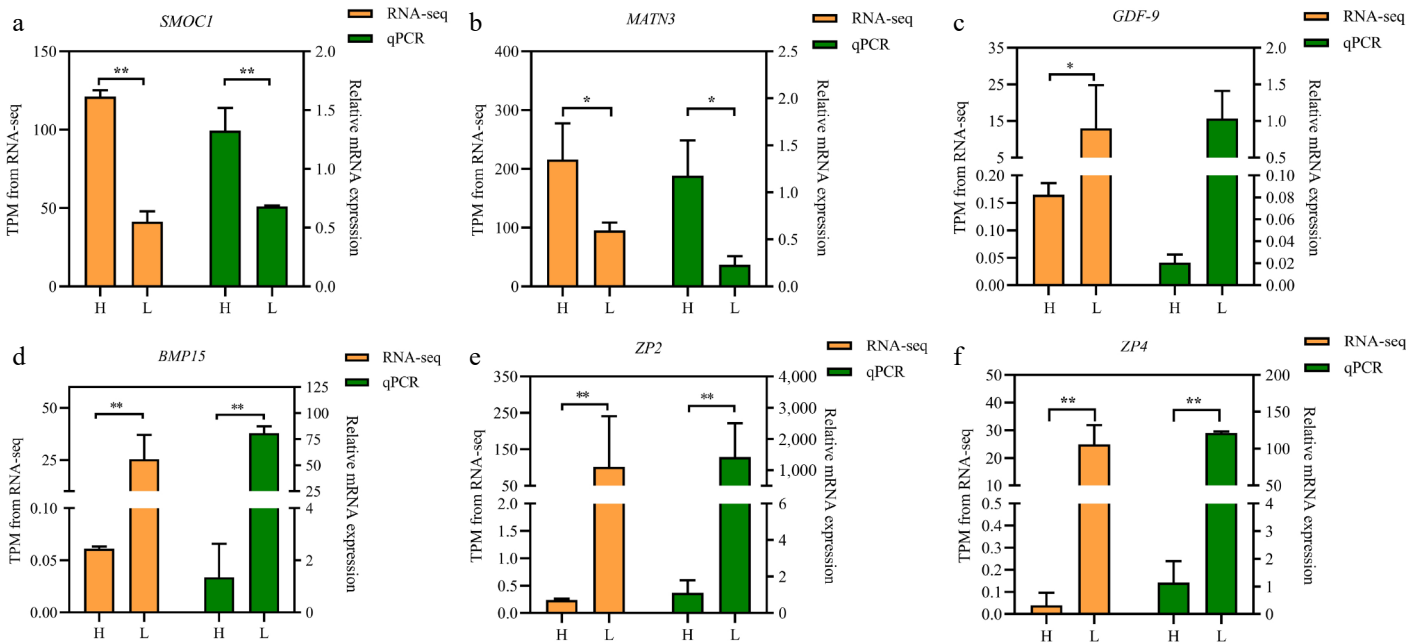 a
SMOC1
RNA-seq
qPCR
150
100
50
0
TPM from RNA-seq
2.0
1.5
1.0
0.5
0.0
Relative mRNA expression
**
**
H
L
H
L
b
MATN3
RNA-seq
qPCR
400
300
200
100
0
TPM from RNA-seq
2.5
2.0
1.5
1.0
0.5
0.0
Relative mRNA expression
*
*
H
L
H
L
c
GDF-9
RNA-seq
qPCR
35
25
15
5
0.20
0.15
0.10
0.05
0.00
TPM from RNA-seq
2.0
1.5
1.0
0.5
0.10
0.08
0.06
0.04
0.02
0.00
Relative mRNA expression
*
H
L
H
L
d
BMP15
RNA-seq
qPCR
50
25
0.10
0.05
0.00
TPM from RNA-seq
125
100
75
50
25
4
2
0
Relative mRNA expression
**
**
H
L
H
L
e
ZP2
RNA-seq
qPCR
350
250
150
50
2.0
1.5
1.0
0.5
0.0
TPM from RNA-seq
4,000
3,000
2,000
1,000
6
4
2
0
Relative mRNA expression
**
**
H
L
H
L
f
ZP4
RNA-seq
qPCR
50
40
30
20
10
0.5
0.4
0.3
0.2
0.1
0.0
TPM from RNA-seq
200
150
100
50
4
3
2
1
0
Relative mRNA expression
**
**
H
L
H
L